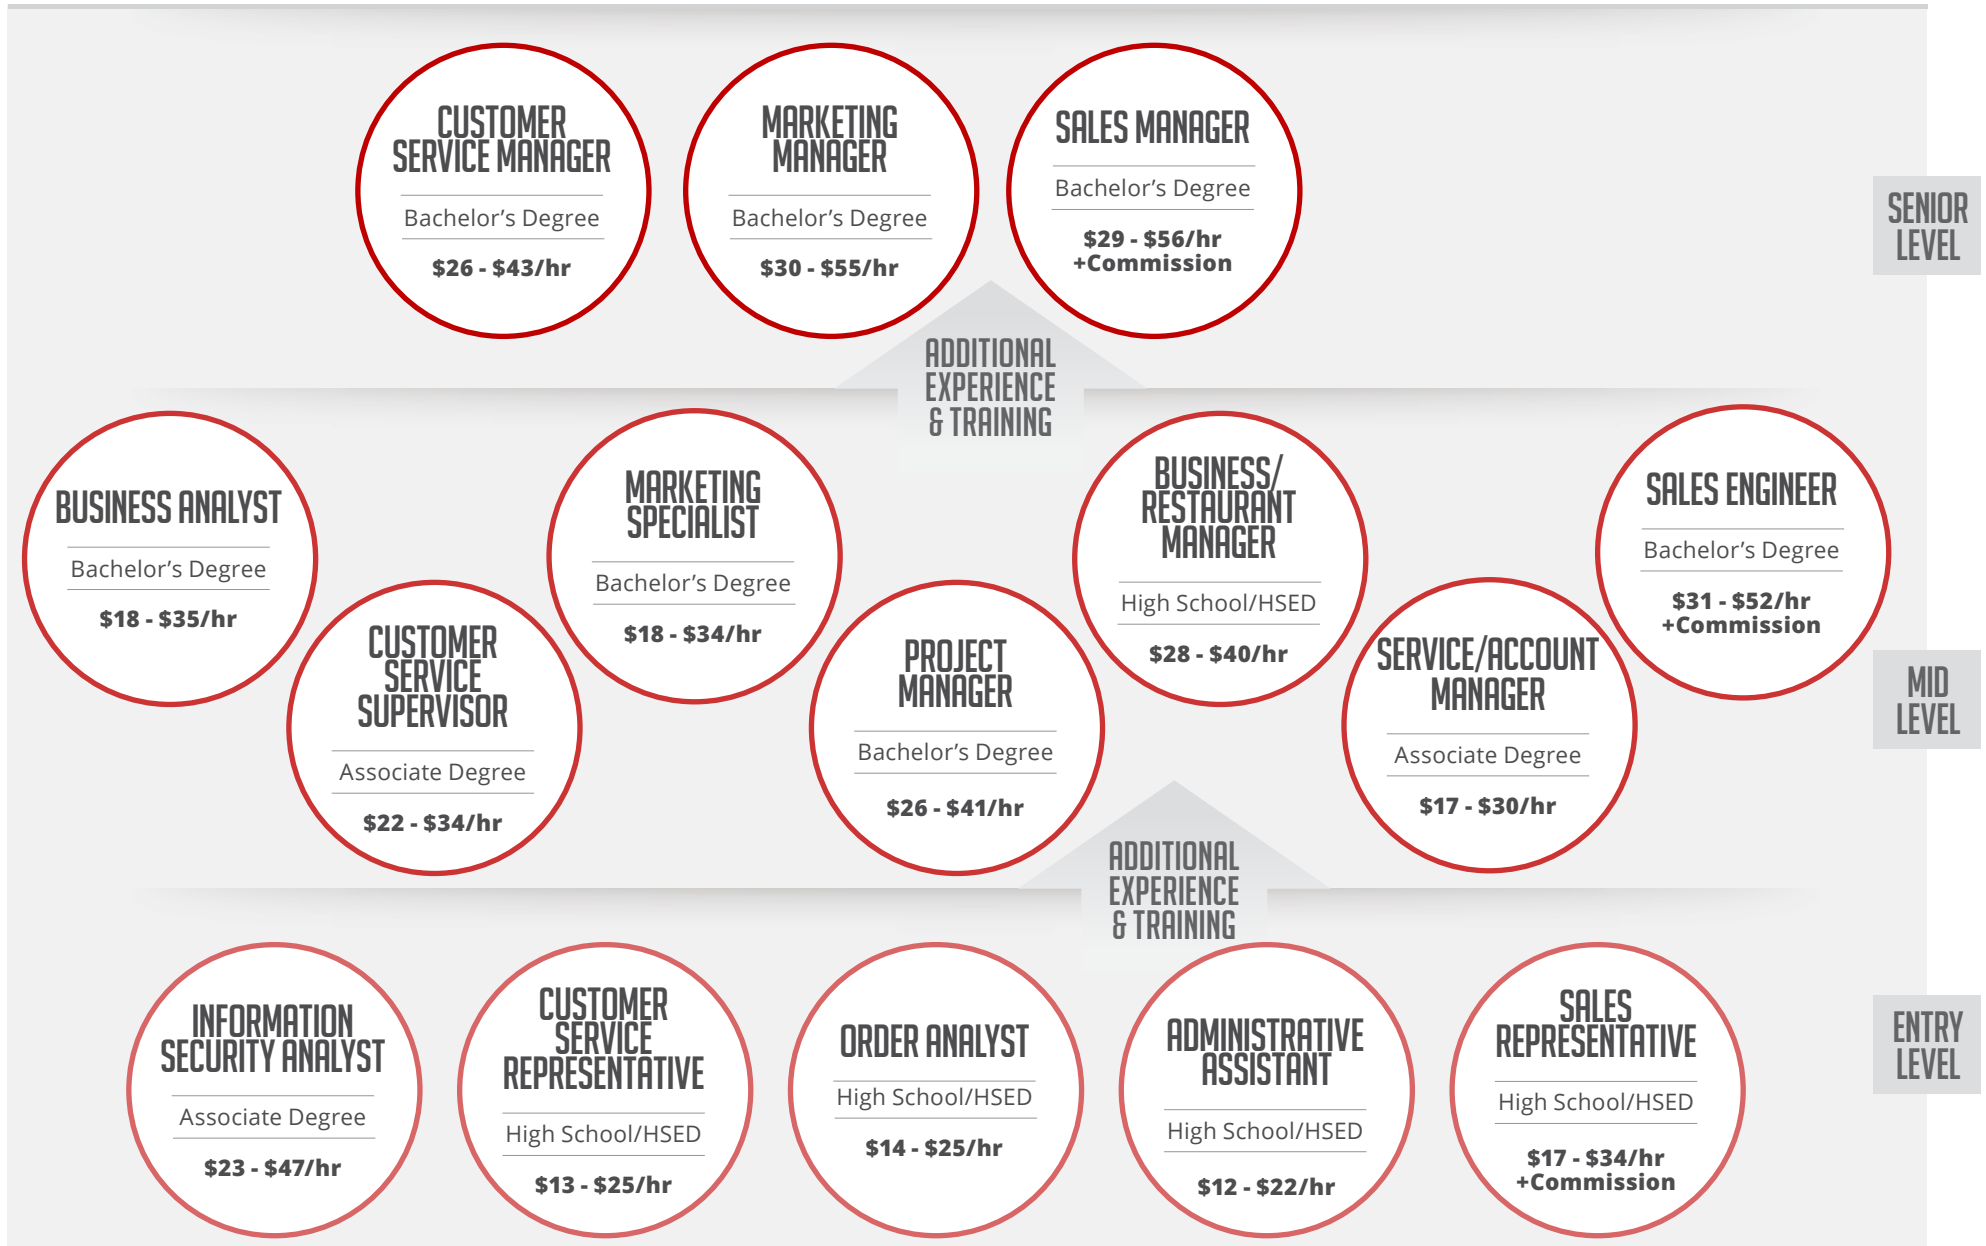 CUSTOMER
SERVICE MANAGER
Bachelor’s Degree
$26 - $43/hr
MARKETING
MANAGER
Bachelor’s Degree
$30 - $55/hr
SALES MANAGER
Bachelor’s Degree
$29 - $56/hr
+Commission
SENIOR
LEVEL
ADDITIONAL
EXPERIENCE
& TRAINING
BUSINESS ANALYST
Bachelor’s Degree
$18 - $35/hr
CUSTOMER
SERVICE
SUPERVISOR
Associate Degree
$22 - $34/hr
MARKETING
SPECIALIST
Bachelor’s Degree
$18 - $34/hr
PROJECT
MANAGER
Bachelor’s Degree
$26 - $41/hr
BUSINESS/
RESTAURANT
MANAGER
High School/HSED
$28 - $40/hr
SERVICE/ACCOUNT
MANAGER
Associate Degree
$17 - $30/hr
SALES ENGINEER
Bachelor’s Degree
$31 - $52/hr
+Commission
MID
LEVEL
ADDITIONAL
EXPERIENCE
& TRAINING
INFORMATION
SECURITY ANALYST
Associate Degree
$23 - $47/hr
CUSTOMER
SERVICE
REPRESENTATIVE
High School/HSED
$13 - $25/hr
ORDER ANALYST
High School/HSED
$14 - $25/hr
ADMINISTRATIVE
ASSISTANT
High School/HSED
$12 - $22/hr
SALES
REPRESENTATIVE
High School/HSED
$17 - $34/hr
+Commission
ENTRY
LEVEL